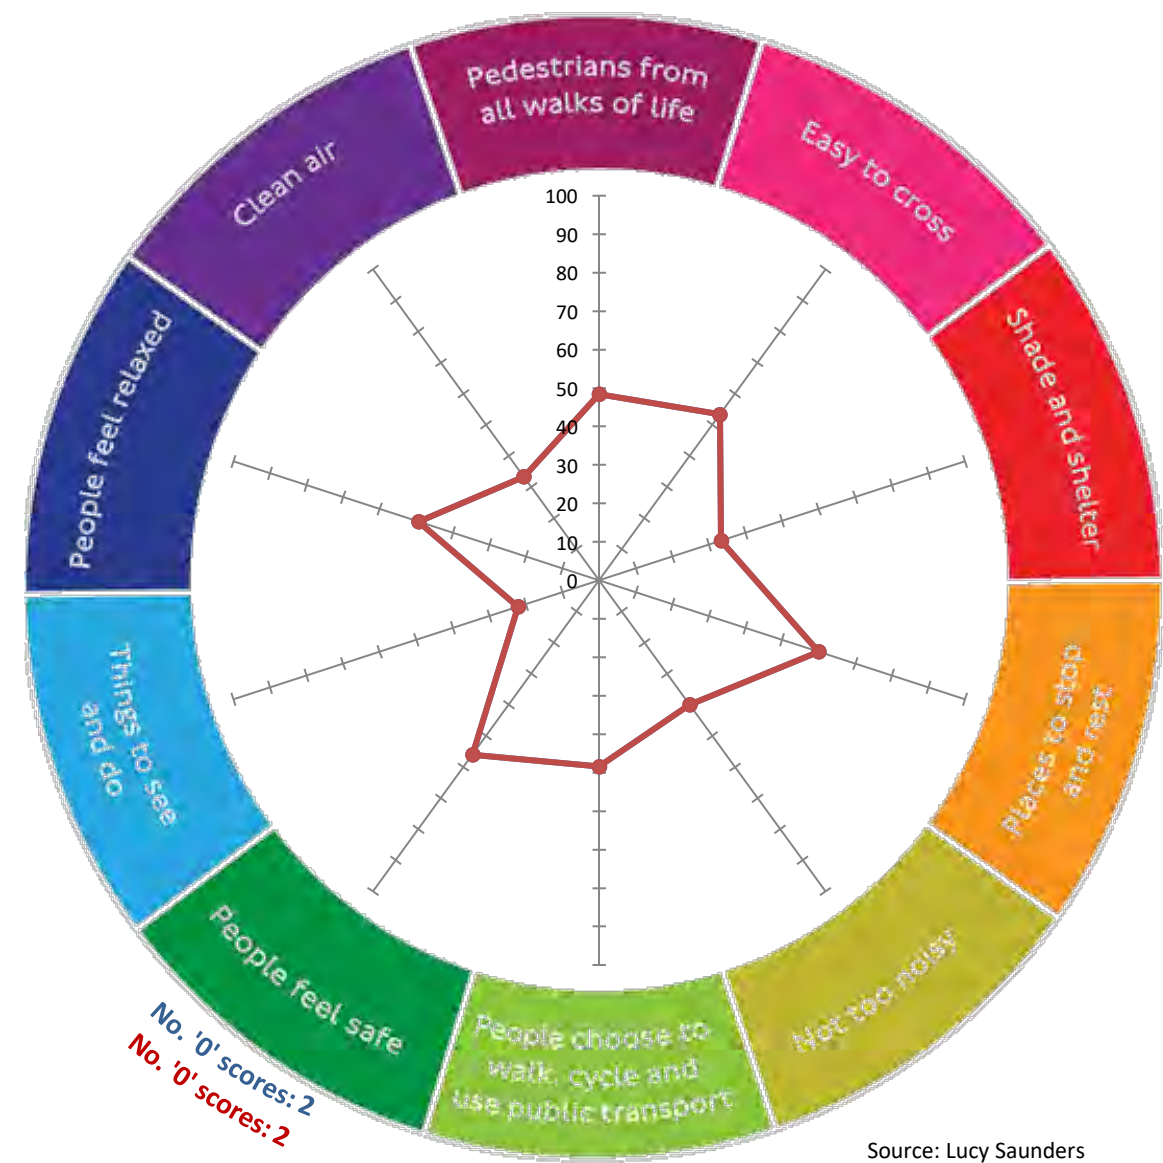 Pedestrians from
all walks of life
Easy to cross
Shade and shelter
Places to stop
and rest
Not too noisy
People choose to
walk, cycle and
use public transport
People feel safe
Things to see
and do
People feel relaxed
Clean air
100
90
80
70
60
50
40
30
20
10
0
No. '0' scores: 2
No. '0' scores: 2
Source: Lucy Saunders